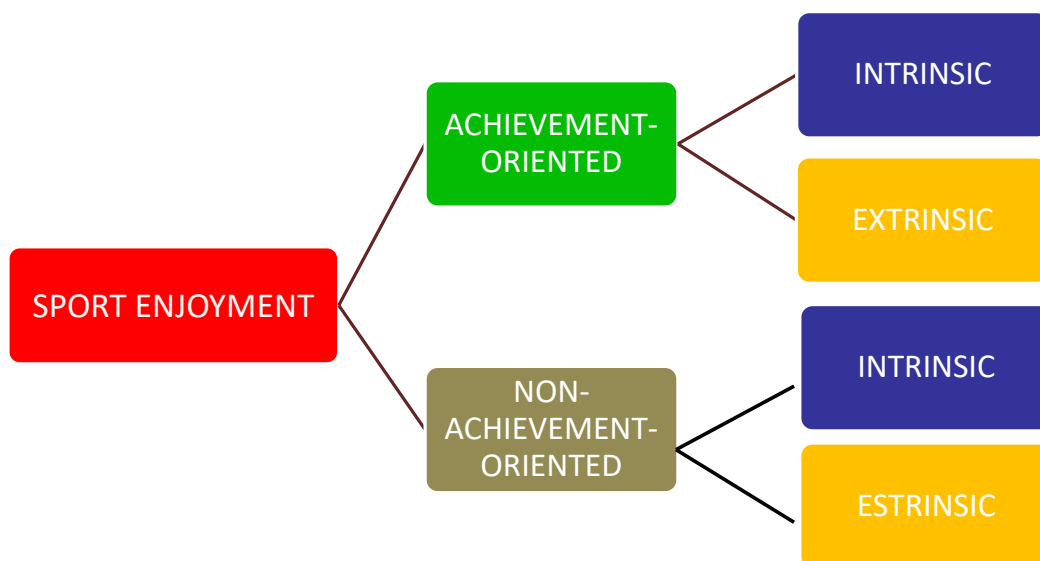 INTRINSIC
ACHIEVEMENT-
ORIENTED
EXTRINSIC
SPORT ENJOYMENT
INTRINSIC
NON-
ACHIEVEMENT-
ORIENTED
ESTRINSIC